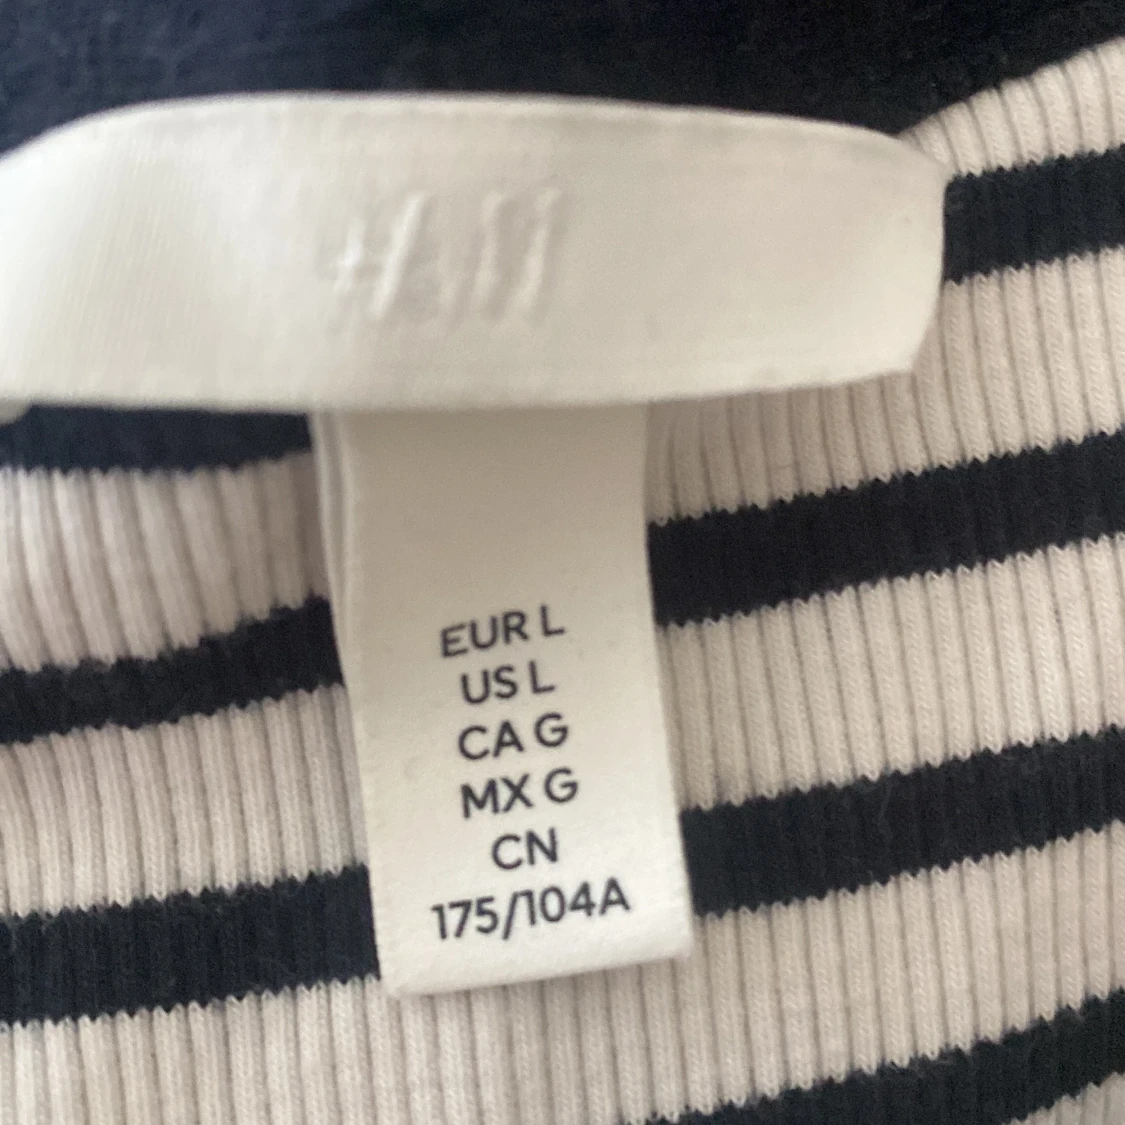 H&M
EUR L
US L
CA G
MX G
CN
175/104A